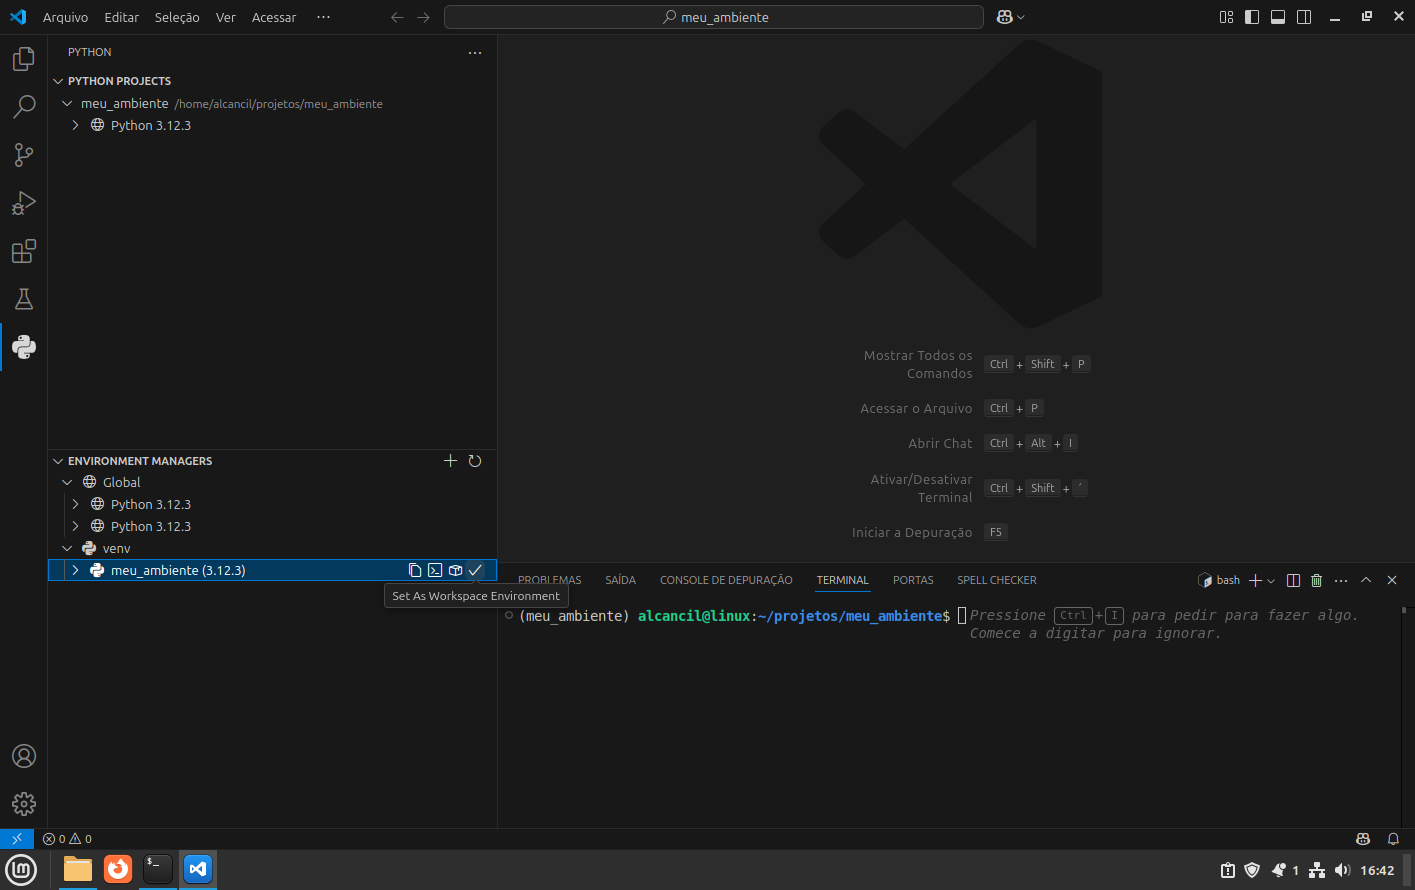 Arquivo Editar Seleção Ver Acessar ··· meu_ambiente
PYTHON
PYTHON PROJECTS
meu_ambiente /home/alcancil/projetos/meu_ambiente
Python 3.12.3
Mostrar Todos os Comandos Ctrl + Shift + P
Acessar o Arquivo Ctrl + P
Abrir Chat Ctrl + Alt + I
Ativar/Desativar Terminal Ctrl + Shift + ´
Iniciar a Depuração F5
ENVIRONMENT MANAGERS
Global
Python 3.12.3
Python 3.12.3
venv
meu_ambiente (3.12.3)
Set As Workspace Environment
PROBLEMAS SAÍDA CONSOLE DE DEPURAÇÃO TERMINAL PORTAS SPELL CHECKER bash
(meu_ambiente) alcancil@linux:~/projetos/meu_ambiente$ Pressione Ctrl+I para pedir para fazer algo.
Comece a digitar para ignorar.
0 0
1 16:42